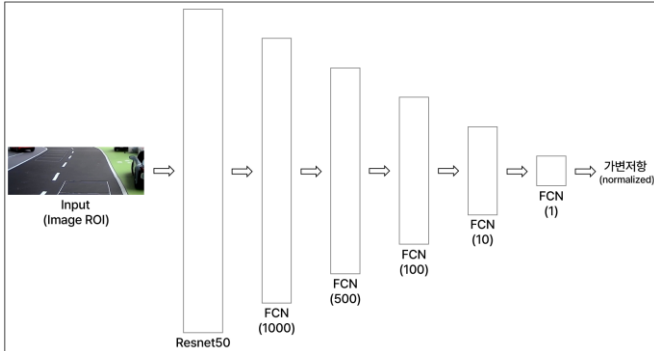 Input
(Image ROI)
Resnet50
FCN
(1000)
FCN
(500)
FCN
(100)
FCN
(10)
FCN
(1)
가변저항
(normalized)